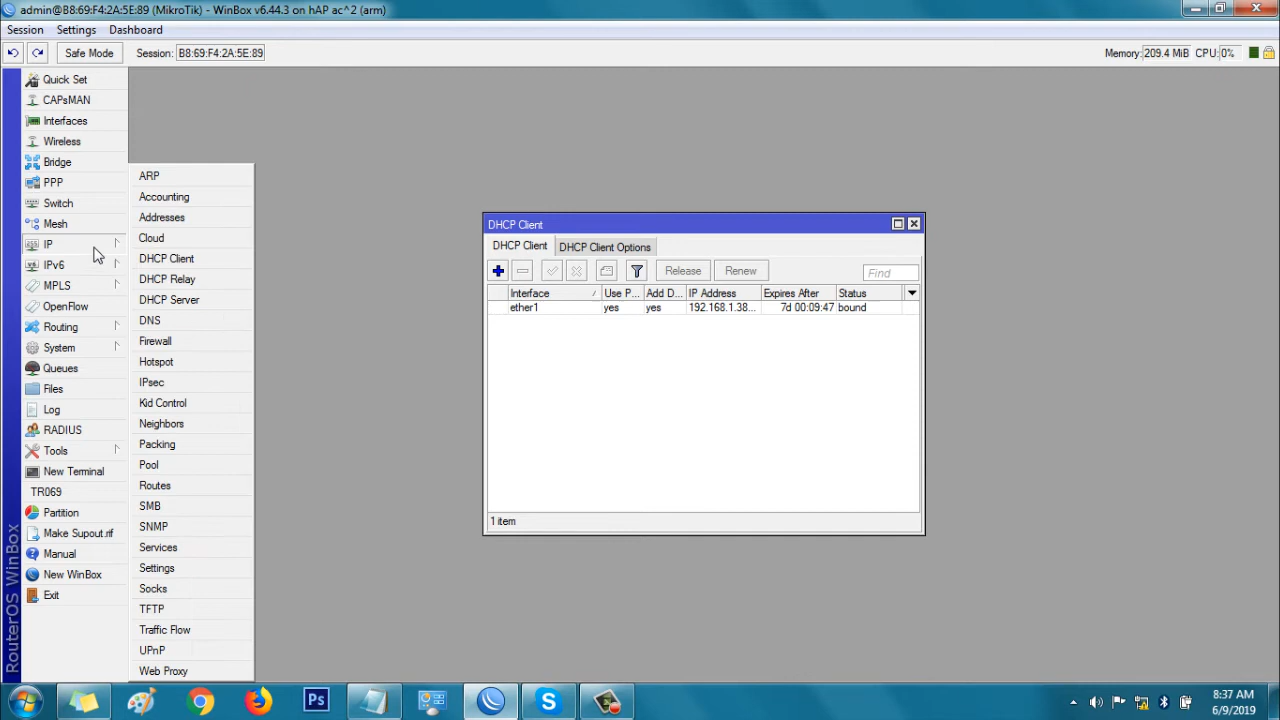 admin@B8:69:F4:2A:5E:89 (MikroTik) - WinBox v6.44.3 on hAP ac^2 (arm)
Session Settings Dashboard
Safe Mode Session: B8:69:F4:2A:5E:89 Memory: 209.4 MiB CPU: 0%
Quick Set
CAPsMAN
Interfaces
Wireless
Bridge
PPP
Switch
Mesh
IP
IPv6
MPLS
OpenFlow
Routing
System
Queues
Files
Log
RADIUS
Tools
New Terminal
TR069
Partition
Make Supout.rif
Manual
New WinBox
Exit
RouterOS WinBox
ARP
Accounting
Addresses
Cloud
DHCP Client
DHCP Relay
DHCP Server
DNS
Firewall
Hotspot
IPsec
Kid Control
Neighbors
Packing
Pool
Routes
SMB
SNMP
Services
Settings
Socks
TFTP
Traffic Flow
UPnP
Web Proxy
DHCP Client
DHCP Client DHCP Client Options
Release Renew Find
Interface Use P... Add D... IP Address Expires After Status
ether1 yes yes 192.168.1.38... 7d 00:09:47 bound
1 item
Ps
8:37 AM
6/9/2019